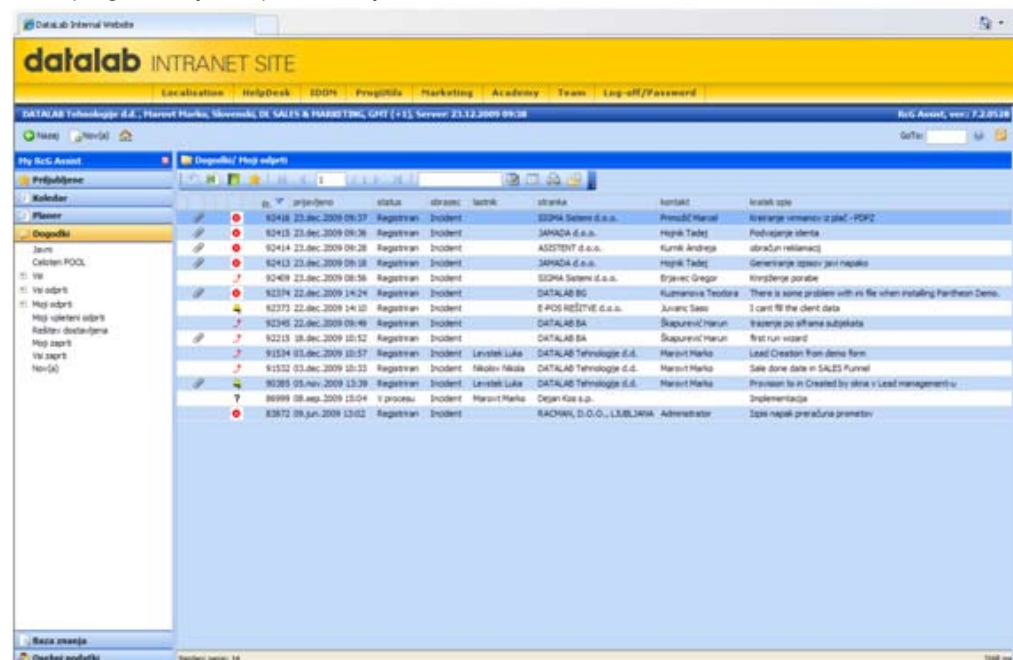 DataLab Internal Website
datalab INTRANET SITE
Localisation HelpDesk IDDM ProgUtils Marketing Academy Team Log-off/Password
DATALAB Tehnologije d.d., Marovt Marko, Slovenski, DL SALES & MARKETING, GMT (+1), Server: 23.12.2009 09:38 RcG Assist, ver.: 7.2.0528
Nazaj Nov(a) GoTo:
My RcG Assist Dogodki/ Moji odprti
Priljubljene
Koledar
Planer
Dogodki
Javni
Celoten POOL
Vsi
Vsi odprti
Moji odprti
Moji vpleteni odprti
Rešitev dostavljena
Moji zaprti
Vsi zaprti
Nov(a)
Baza znanja
Osebni podatki
1
prijavljeno status obrazec lastnik stranka kontakt kratek opis
92416 23.dec.2009 09:37 Registriran Incident SIGMA Sistemi d.o.o. Primožič Marcel Kreiranje virmanov iz plač - PDPZ
92415 23.dec.2009 09:36 Registriran Incident JAMADA d.o.o. Hojnik Tadej Podvajanje identa
92414 23.dec.2009 09:28 Registriran Incident ASISTENT d.o.o. Kurnik Andreja obračun reklamacij
92413 23.dec.2009 09:18 Registriran Incident JAMADA d.o.o. Hojnik Tadej Generiranje izpisov javi napako
92409 23.dec.2009 08:56 Registriran Incident SIGMA Sistemi d.o.o. Erjavec Gregor Knjiženje porabe
92374 22.dec.2009 14:24 Registriran Incident DATALAB BG Kuzmanova Teodora There is some problem with ini file when installing Pantheon Demo.
92373 22.dec.2009 14:10 Registriran Incident E-POS REŠITVE d.o.o. Juvanc Saso I cant fill the client data
92345 22.dec.2009 09:49 Registriran Incident DATALAB BA Škapurević Harun trazenje po siframa subjekata
92215 18.dec.2009 10:52 Registriran Incident DATALAB BA Škapurević Harun first run wizard
91534 03.dec.2009 10:57 Registriran Incident Levstek Luka DATALAB Tehnologije d.d. Marovt Marko Lead Creation from demo form
91532 03.dec.2009 10:33 Registriran Incident Nikolov Nikola DATALAB Tehnologije d.d. Marovt Marko Sale done date in SALES Funnel
90385 05.nov.2009 13:39 Registriran Incident Levstek Luka DATALAB Tehnologije d.d. Marovt Marko Provision to in Created by okna v Lead management-u
86999 08.sep.2009 15:04 V procesu Incident Marovt Marko Dejan Kos s.p. Implementacija
83872 09.jun.2009 13:02 Registriran Incident RACMAN, D.O.O., LJUBLJANA Administrator Izpis napak preračuna prometov